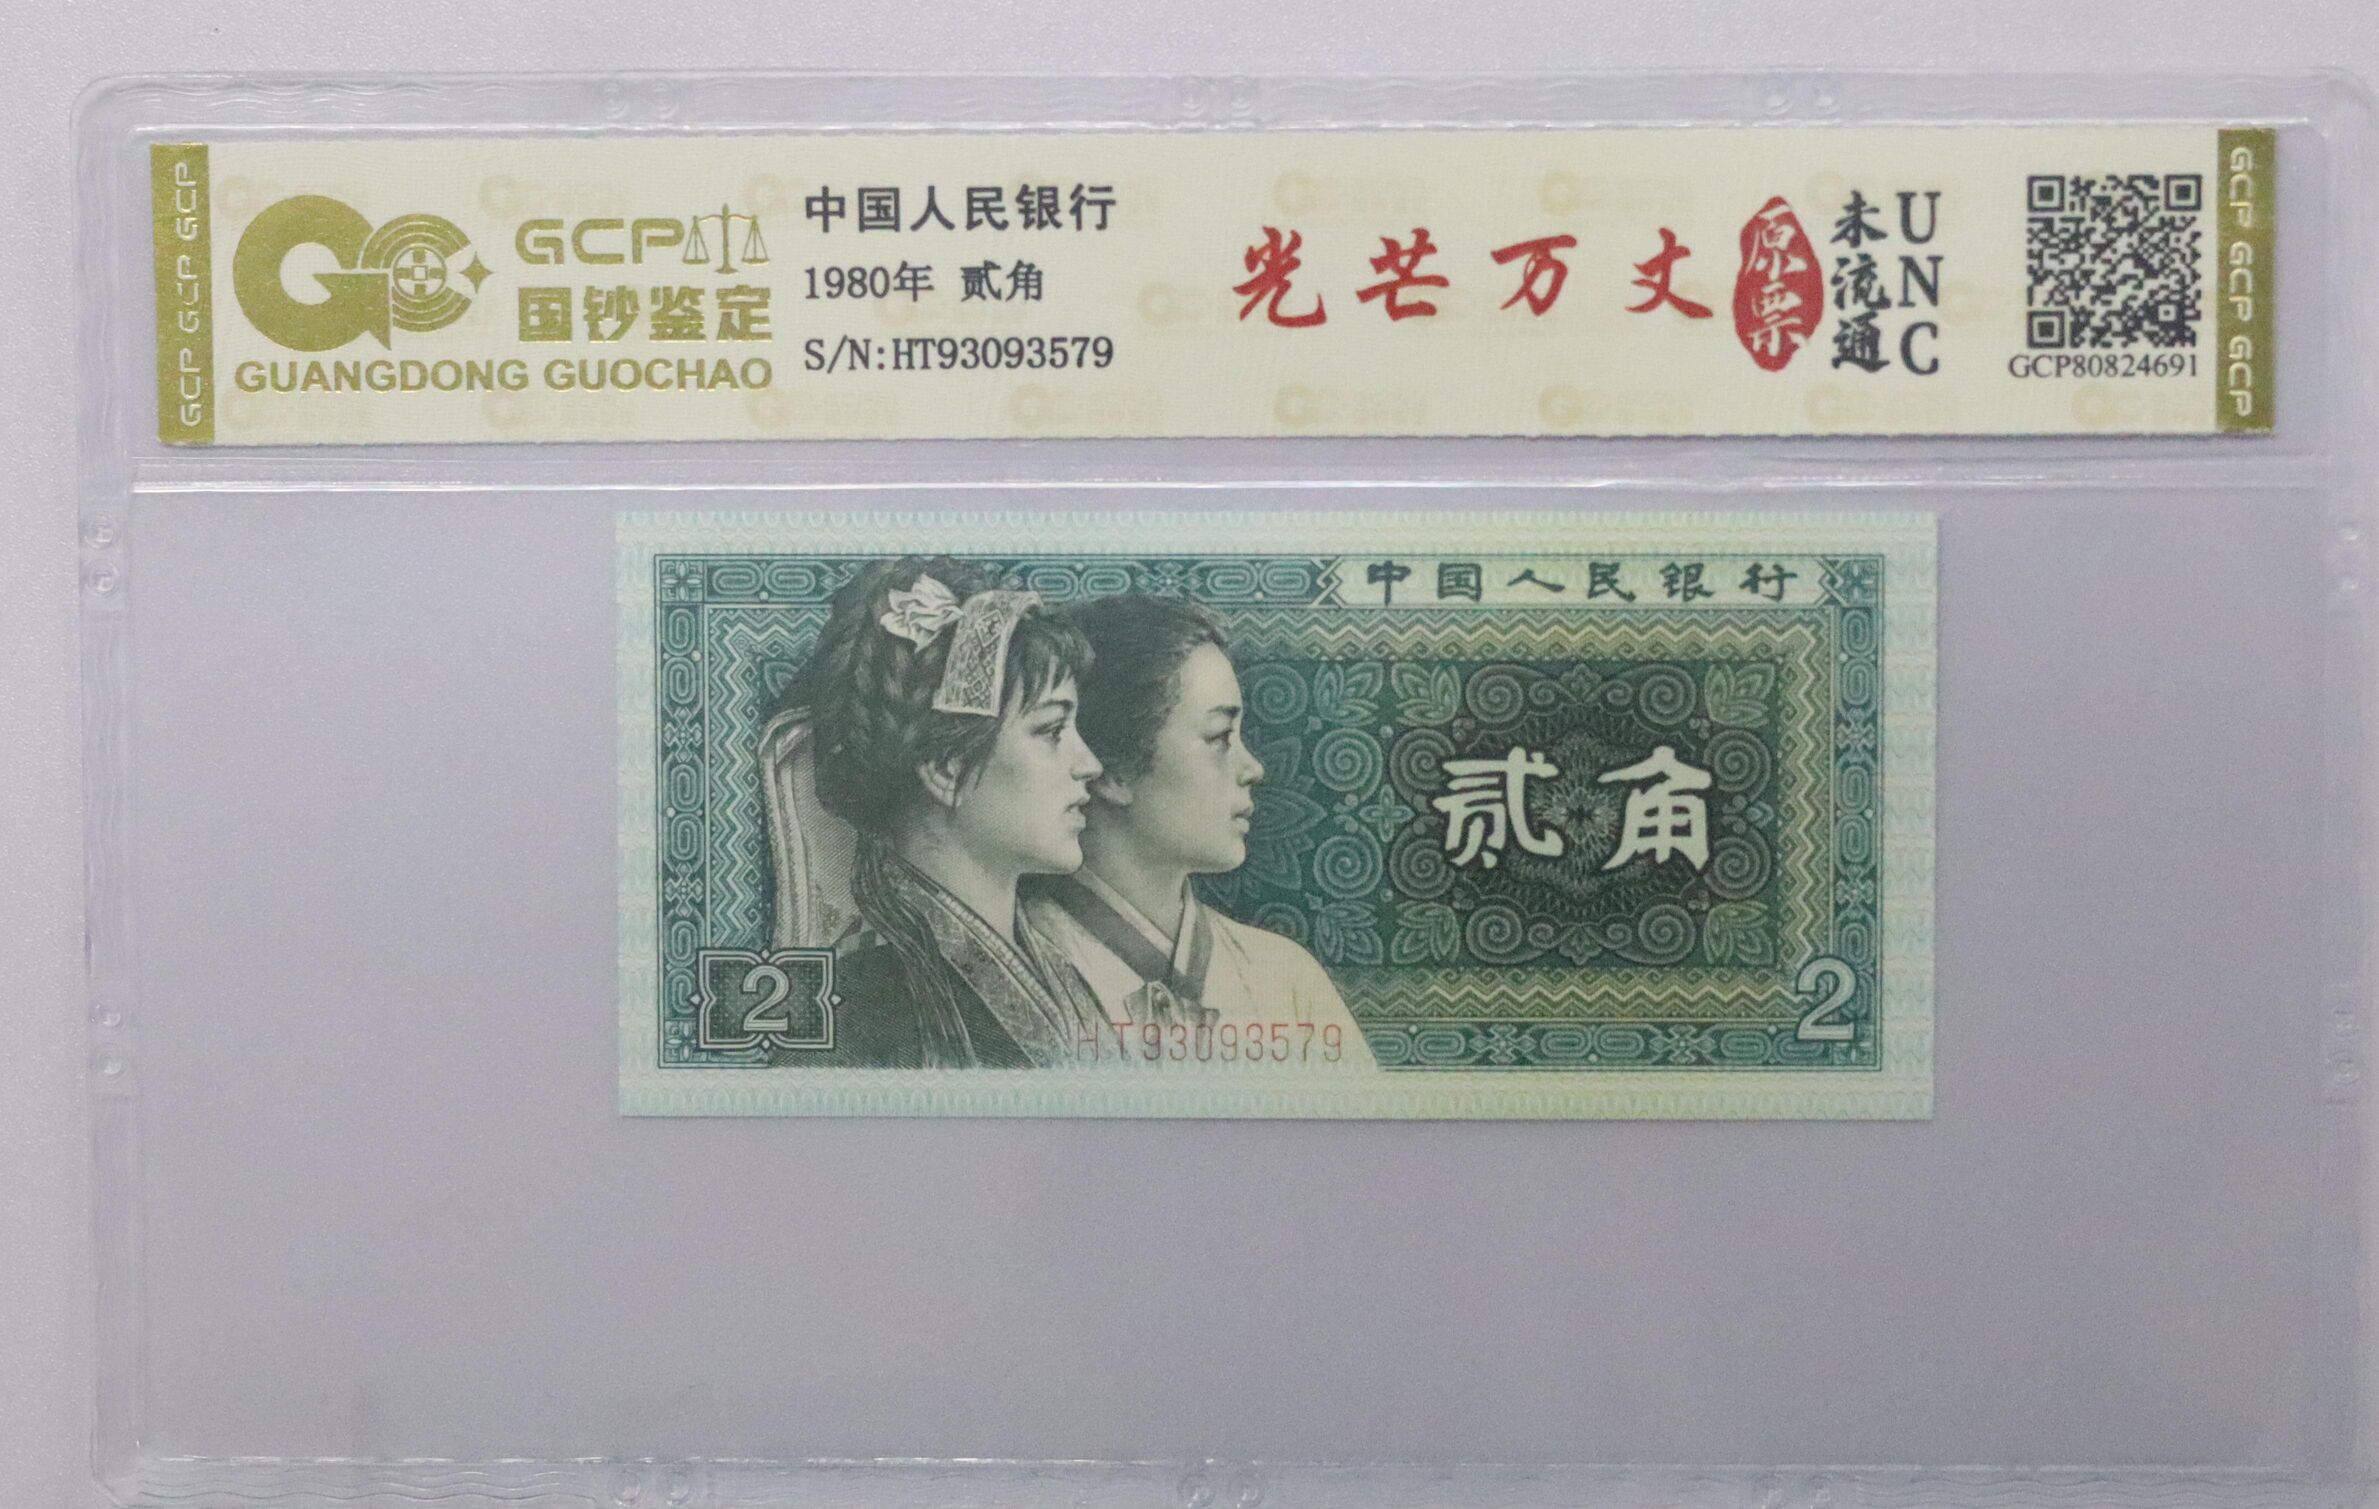 GCP GCP GCP
GCP
国钞鉴定
GUANGDONG GUOCHAO
中国人民银行
1980年 贰角
S/N:HT93093579
光芒万丈
原票
未流通
UNC
GCP80824691
GCP GCP GCP GCP
中国人民银行
贰角
2
2
HT93093579